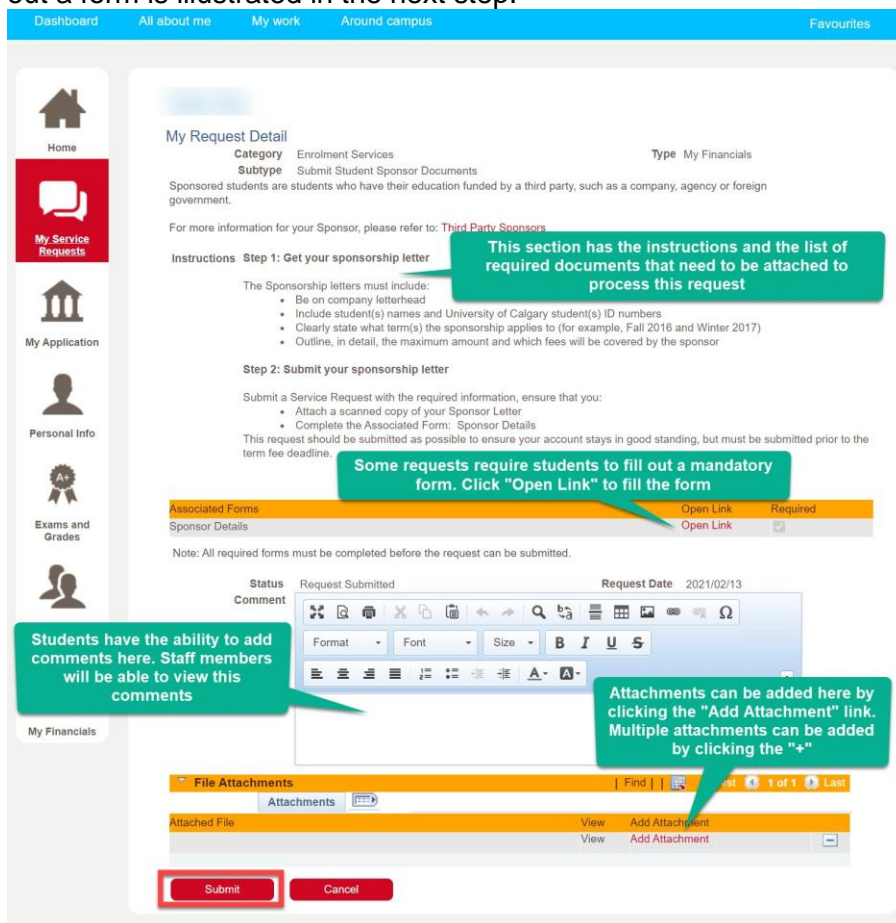 out a form is illustrated in the next step.
Dashboard All about me My work Around campus Favourites
Home
My Service
Requests
My Application
Personal Info
A+
Exams and
Grades
My Financials
My Request Detail
Category Enrolment Services Type My Financials
Subtype Submit Student Sponsor Documents
Sponsored students are students who have their education funded by a third party, such as a company, agency or foreign
government.
For more information for your Sponsor, please refer to: Third Party Sponsors
This section has the instructions and the list of
required documents that need to be attached to
process this request
Instructions Step 1: Get your sponsorship letter
The Sponsorship letters must include:
• Be on company letterhead
• Include student(s) names and University of Calgary student(s) ID numbers
• Clearly state what term(s) the sponsorship applies to (for example, Fall 2016 and Winter 2017)
• Outline, in detail, the maximum amount and which fees will be covered by the sponsor
Step 2: Submit your sponsorship letter
Submit a Service Request with the required information, ensure that you:
• Attach a scanned copy of your Sponsor Letter
• Complete the Associated Form: Sponsor Details
This request should be submitted as possible to ensure your account stays in good standing, but must be submitted prior to the
term fee deadline.
Some requests require students to fill out a mandatory
form. Click "Open Link" to fill the form
Associated Forms Open Link Required
Sponsor Details Open Link
Note: All required forms must be completed before the request can be submitted.
Status Request Submitted Request Date 2021/02/13
Comment
Format Font Size B I U S
A A
Students have the ability to add
comments here. Staff members
will be able to view this
comments
Attachments can be added here by
clicking the "Add Attachment" link.
Multiple attachments can be added
by clicking the "+"
File Attachments | Find | | 1 of 1 Last
Attachments
Attached File View Add Attachment
View Add Attachment
Submit Cancel